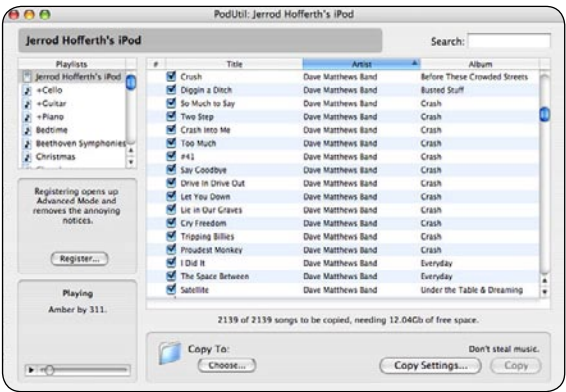 PodUtil: Jerrod Hofferth's iPod
Jerrod Hofferth's iPod
Search:
Playlists
Jerrod Hofferth's iPod
+Cello
+Guitar
+Piano
Bedtime
Beethoven Symphonies
Christmas
Registering opens up
Advanced Mode and
removes the annoying
notices.
Register...
Playing
Amber by 311.
# Title Artist Album
Crush Dave Matthews Band Before These Crowded Streets
Diggin a Ditch Dave Matthews Band Busted Stuff
So Much to Say Dave Matthews Band Crash
Two Step Dave Matthews Band Crash
Crash Into Me Dave Matthews Band Crash
Too Much Dave Matthews Band Crash
#41 Dave Matthews Band Crash
Say Goodbye Dave Matthews Band Crash
Drive In Drive Out Dave Matthews Band Crash
Let You Down Dave Matthews Band Crash
Lie in Our Graves Dave Matthews Band Crash
Cry Freedom Dave Matthews Band Crash
Tripping Billies Dave Matthews Band Crash
Proudest Monkey Dave Matthews Band Crash
I Did It Dave Matthews Band Everyday
The Space Between Dave Matthews Band Everyday
Satellite Dave Matthews Band Under the Table & Dreaming
2139 of 2139 songs to be copied, needing 12.04Gb of free space.
Copy To:
Choose...
Don't steal music.
Copy Settings... Copy